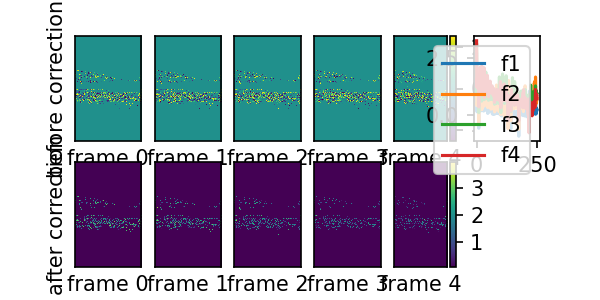 before correction
frame 0
frame 1
frame 2
frame 3
frame 4
f1
f2
f3
f4
0
250
after correction
3
2
1
frame 0
frame 1
frame 2
frame 3
frame 4